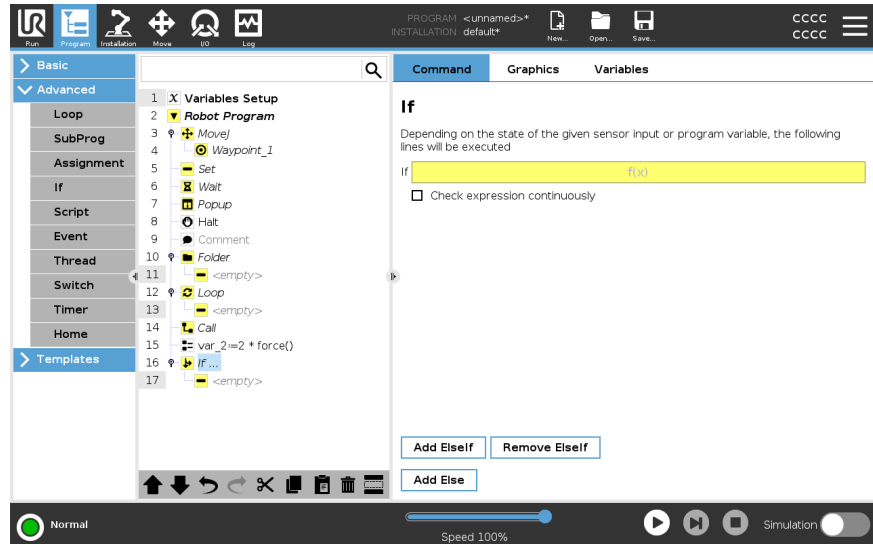 PROGRAM <unnamed>*
INSTALLATION default*
CCCC
CCCC
Run
Program
Installation
Move
I/O
Log
New...
Open...
Save...
Basic
Advanced
Loop
SubProg
Assignment
If
Script
Event
Thread
Switch
Timer
Home
Templates
1 X Variables Setup
2 Robot Program
3 MoveJ
4 Waypoint_1
5 Set
6 Wait
7 Popup
8 Halt
9 Comment
10 Folder
11 <empty>
12 Loop
13 <empty>
14 Call
15 var_2:=2 * force()
16 If ...
17 <empty>
Command Graphics Variables
If
Depending on the state of the given sensor input or program variable, the following
lines will be executed
If f(x)
Check expression continuously
Add ElseIf Remove ElseIf
Add Else
Normal
Speed 100%
Simulation